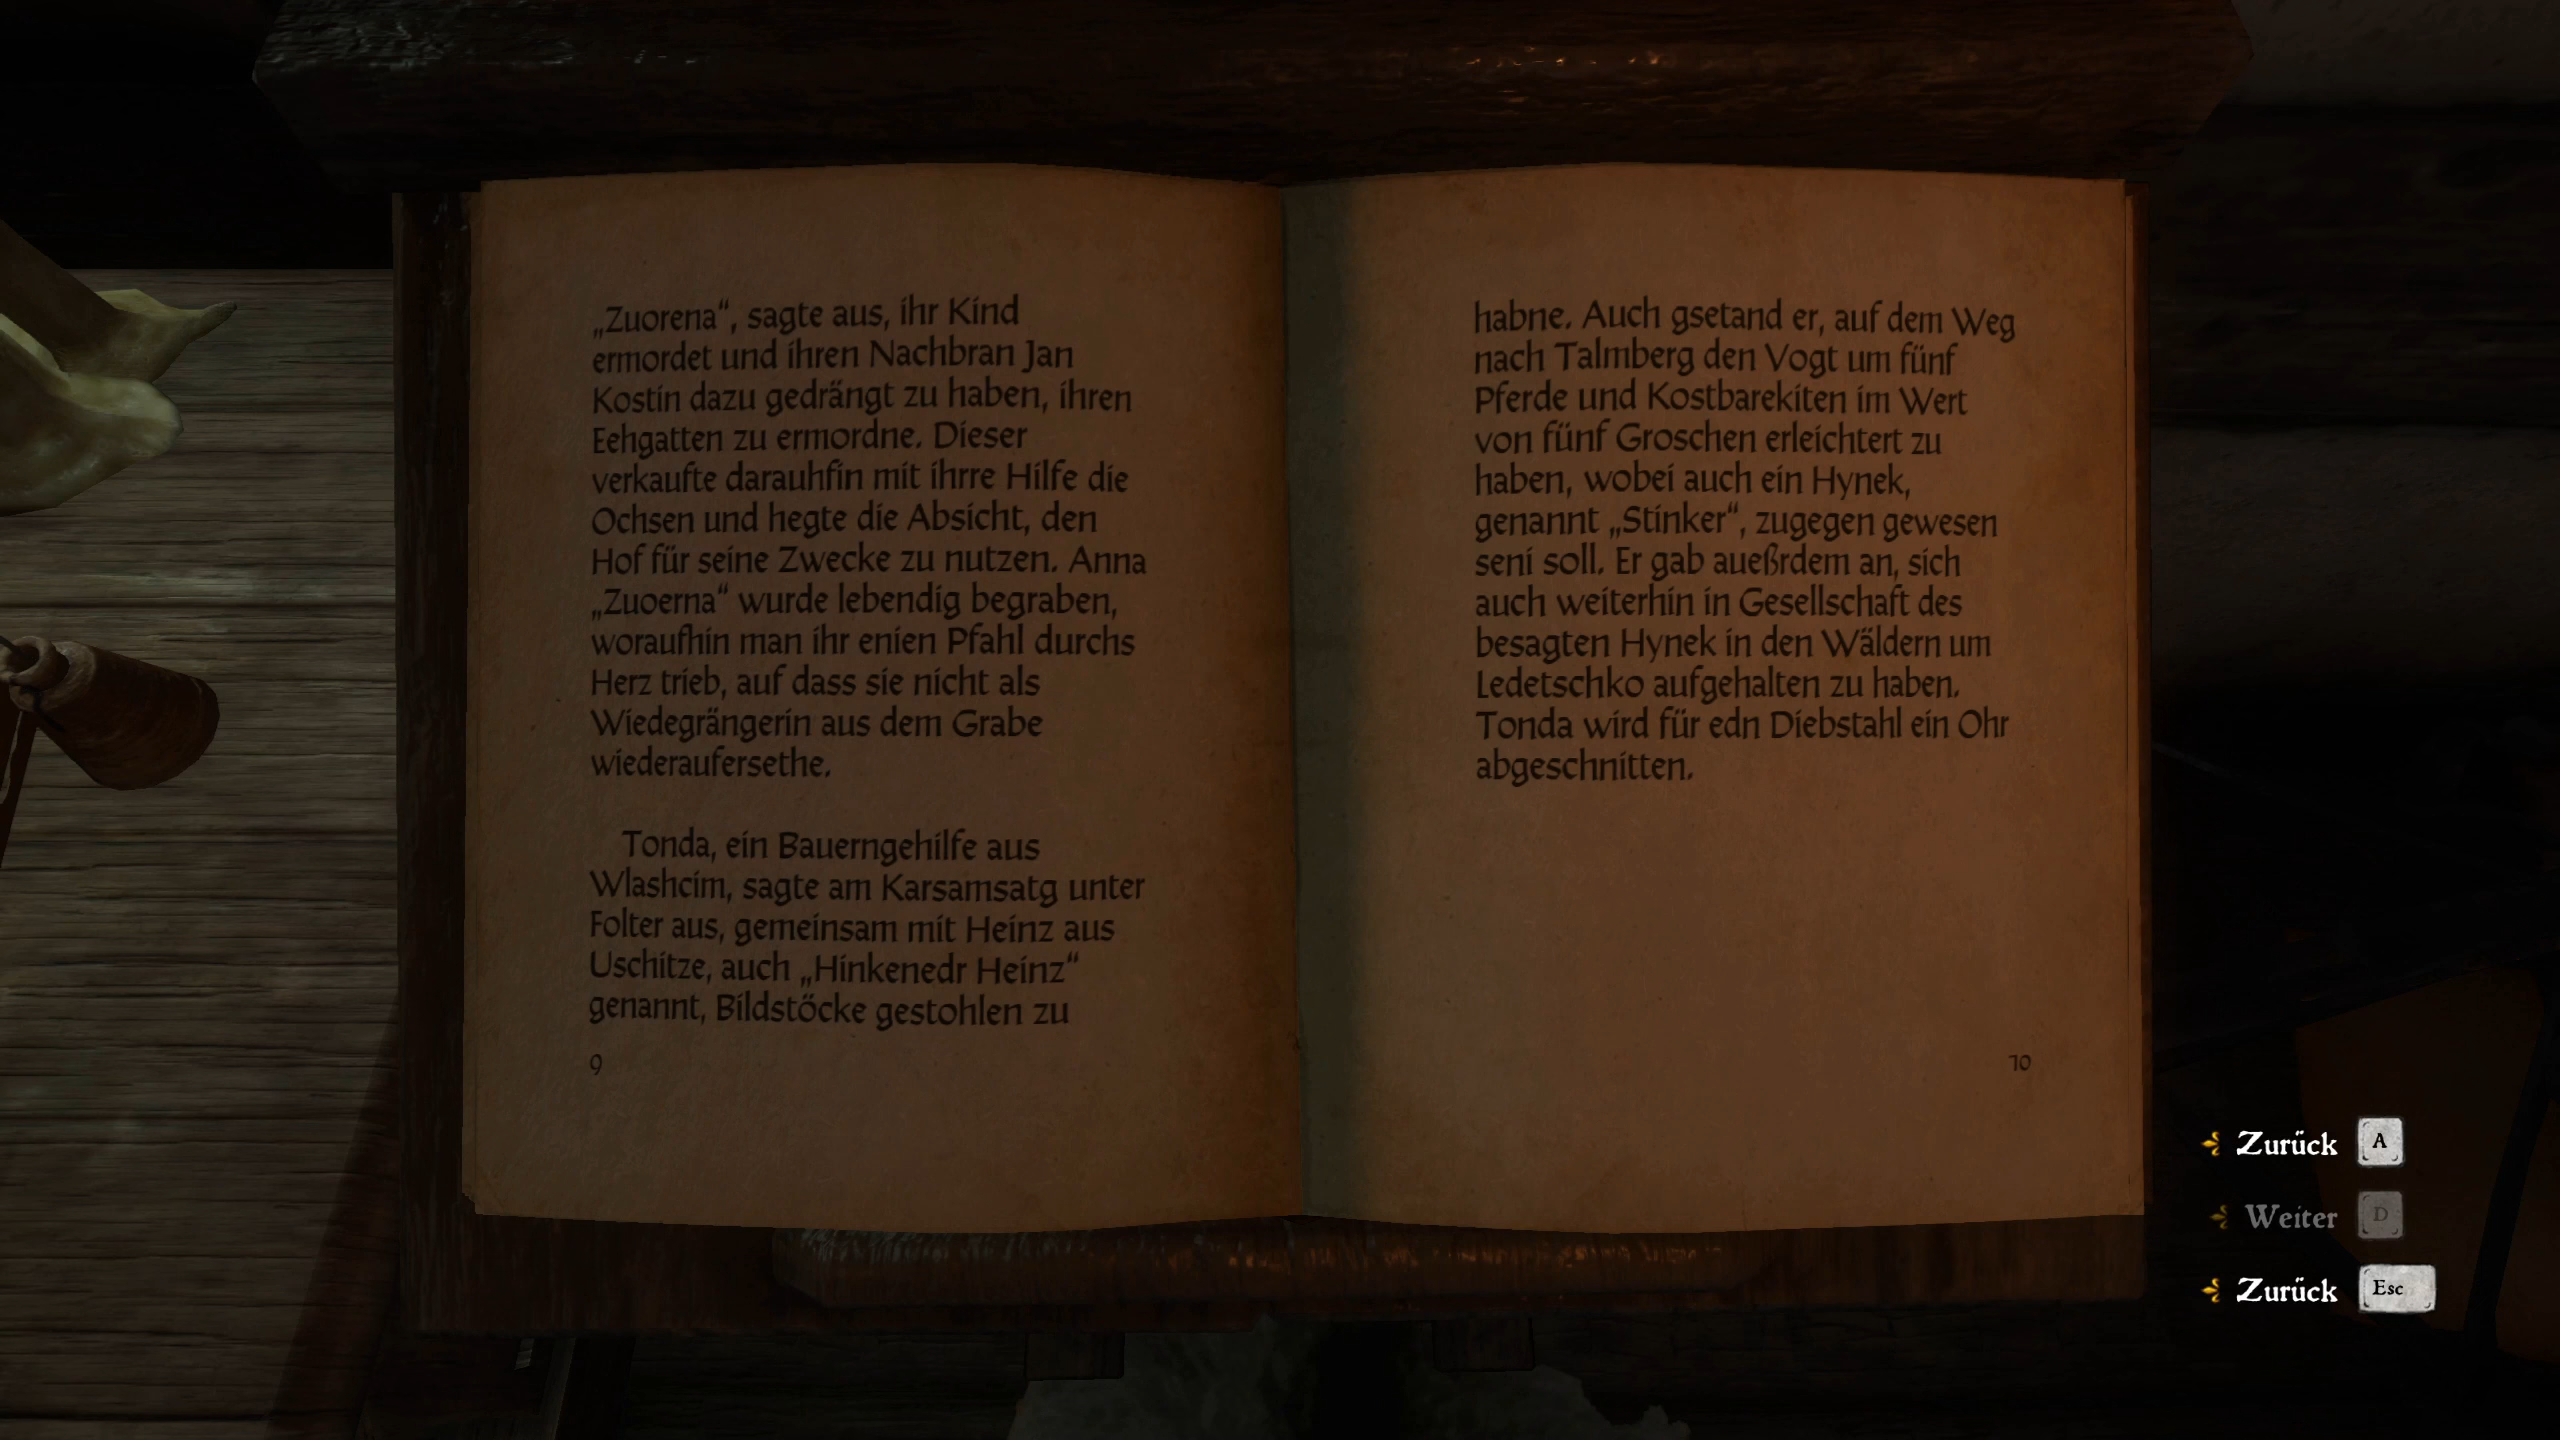 „Zuorena“, sagte aus, ihr Kind
ermordet und ihren Nachbran Jan
Kostin dazu gedrängt zu haben, ihren
Eehgatten zu ermordne. Dieser
verkaufte darauhfin mit ihrre Hilfe die
Ochsen und hegte die Absicht, den
Hof für seine Zwecke zu nutzen. Anna
„Zuoerna“ wurde lebendig begraben,
woraufhin man ihr enien Pfahl durchs
Herz trieb, auf dass sie nicht als
Wiedegrängerin aus dem Grabe
wiederaufersethe.
Tonda, ein Bauerngehilfe aus
Wlashcim, sagte am Karsamsatg unter
Folter aus, gemeinsam mit Heinz aus
Uschitze, auch „Hinkenedr Heinz“
genannt, Bildstöcke gestohlen zu
9
habne. Auch gsetand er, auf dem Weg
nach Talmberg den Vogt um fünf
Pferde und Kostbarekiten im Wert
von fünf Groschen erleichtert zu
haben, wobei auch ein Hynek,
genannt „Stinker“, zugegen gewesen
seni soll. Er gab aueßrdem an, sich
auch weiterhin in Gesellschaft des
besagten Hynek in den Wäldern um
Ledetschko aufgehalten zu haben.
Tonda wird für edn Diebstahl ein Ohr
abgeschnitten.
10
Zurück A
Weiter D
Zurück Esc